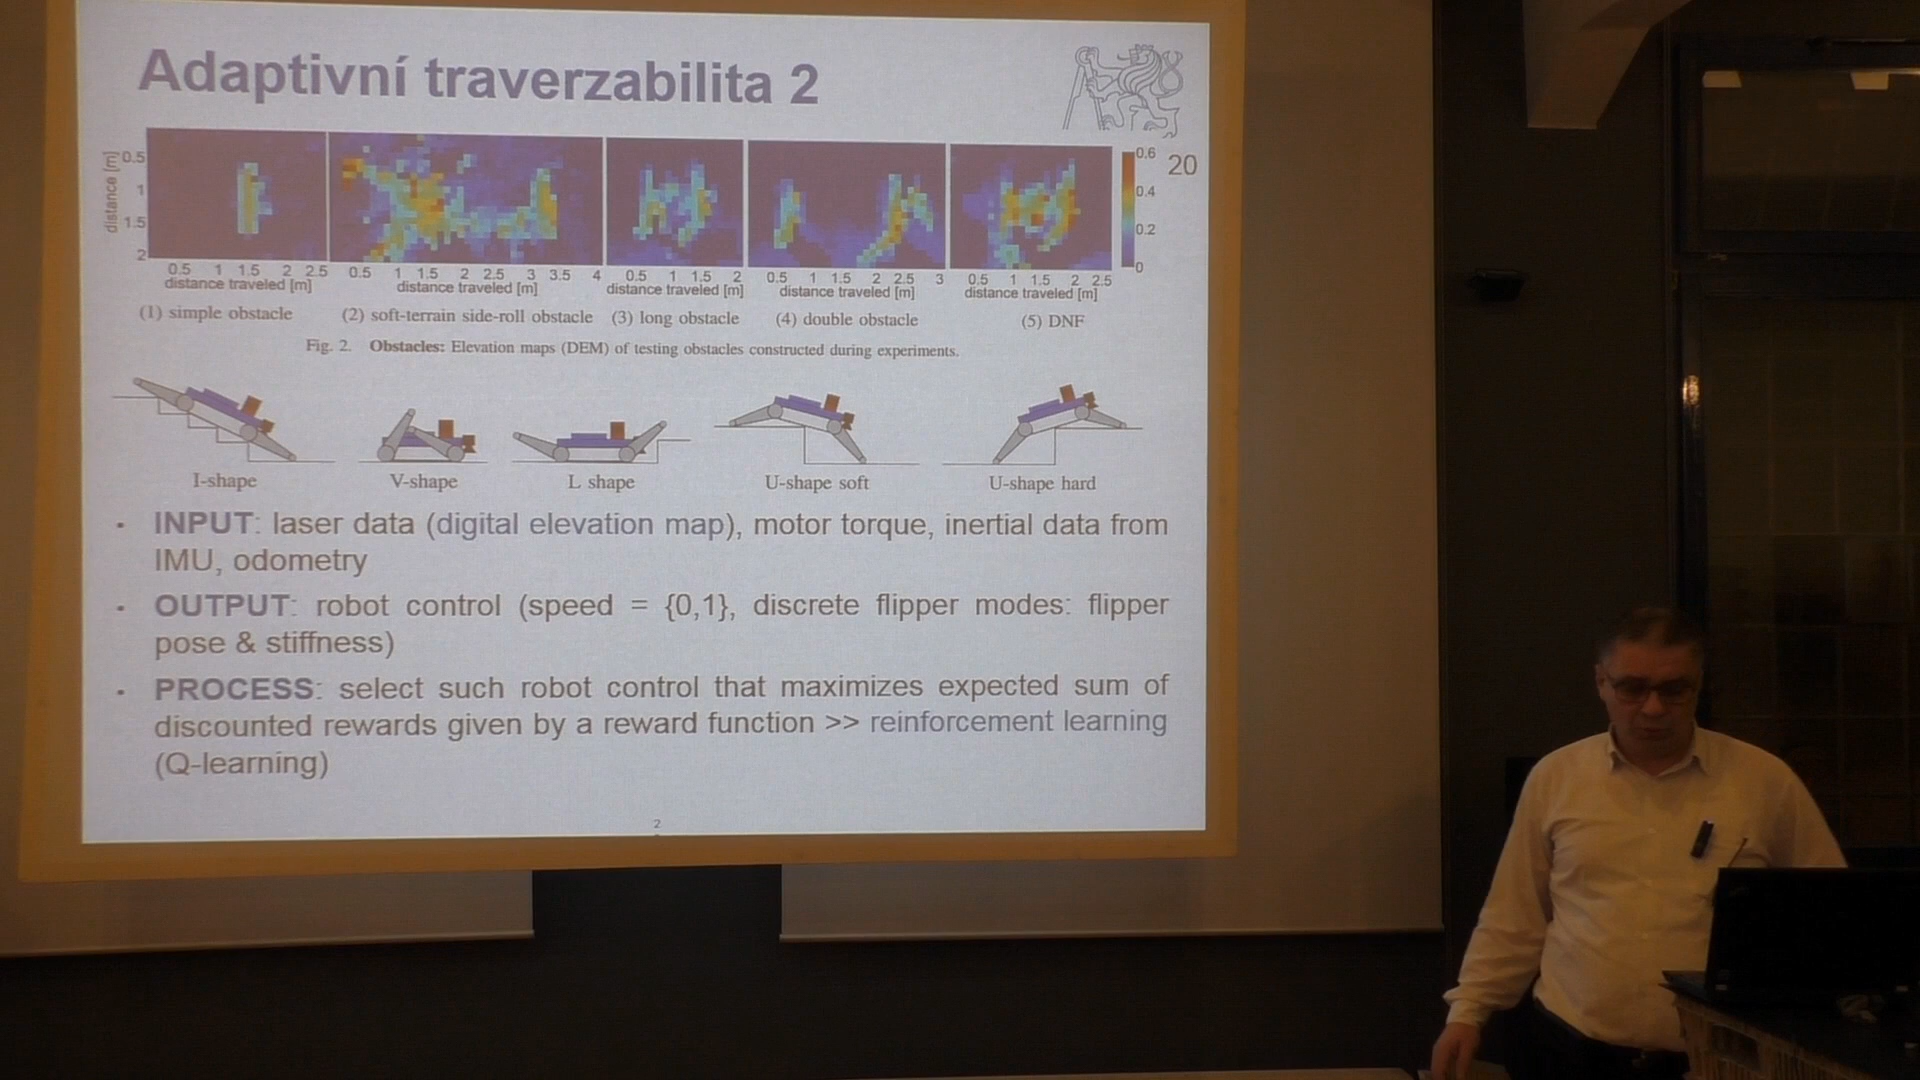 Adaptivní traverzabilita 2
20
distance [m]
0.5
1
1.5
2
0.5 1 1.5 2 2.5
distance traveled [m]
0.5 1 1.5 2 2.5 3 3.5 4
distance traveled [m]
0.5 1 1.5 2
distance traveled [m]
0.5 1 1.5 2 2.5 3
distance traveled [m]
0.5 1 1.5 2 2.5
distance traveled [m]
0.6
0.4
0.2
0
(1) simple obstacle
(2) soft-terrain side-roll obstacle
(3) long obstacle
(4) double obstacle
(5) DNF
Fig. 2. Obstacles: Elevation maps (DEM) of testing obstacles constructed during experiments.
I-shape
V-shape
L shape
U-shape soft
U-shape hard
• INPUT: laser data (digital elevation map), motor torque, inertial data from
IMU, odometry
• OUTPUT: robot control (speed = {0,1}, discrete flipper modes: flipper
pose & stiffness)
• PROCESS: select such robot control that maximizes expected sum of
discounted rewards given by a reward function >> reinforcement learning
(Q-learning)
2